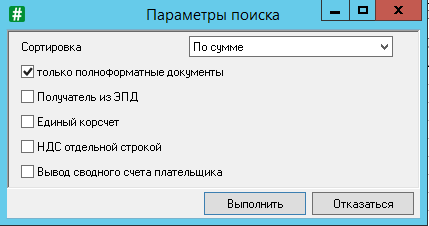 Параметры поиска
Сортировка По сумме
только полноформатные документы
Получатель из ЭПД
Единый корсчет
НДС отдельной строкой
Вывод сводного счета плательщика
Выполнить Отказаться